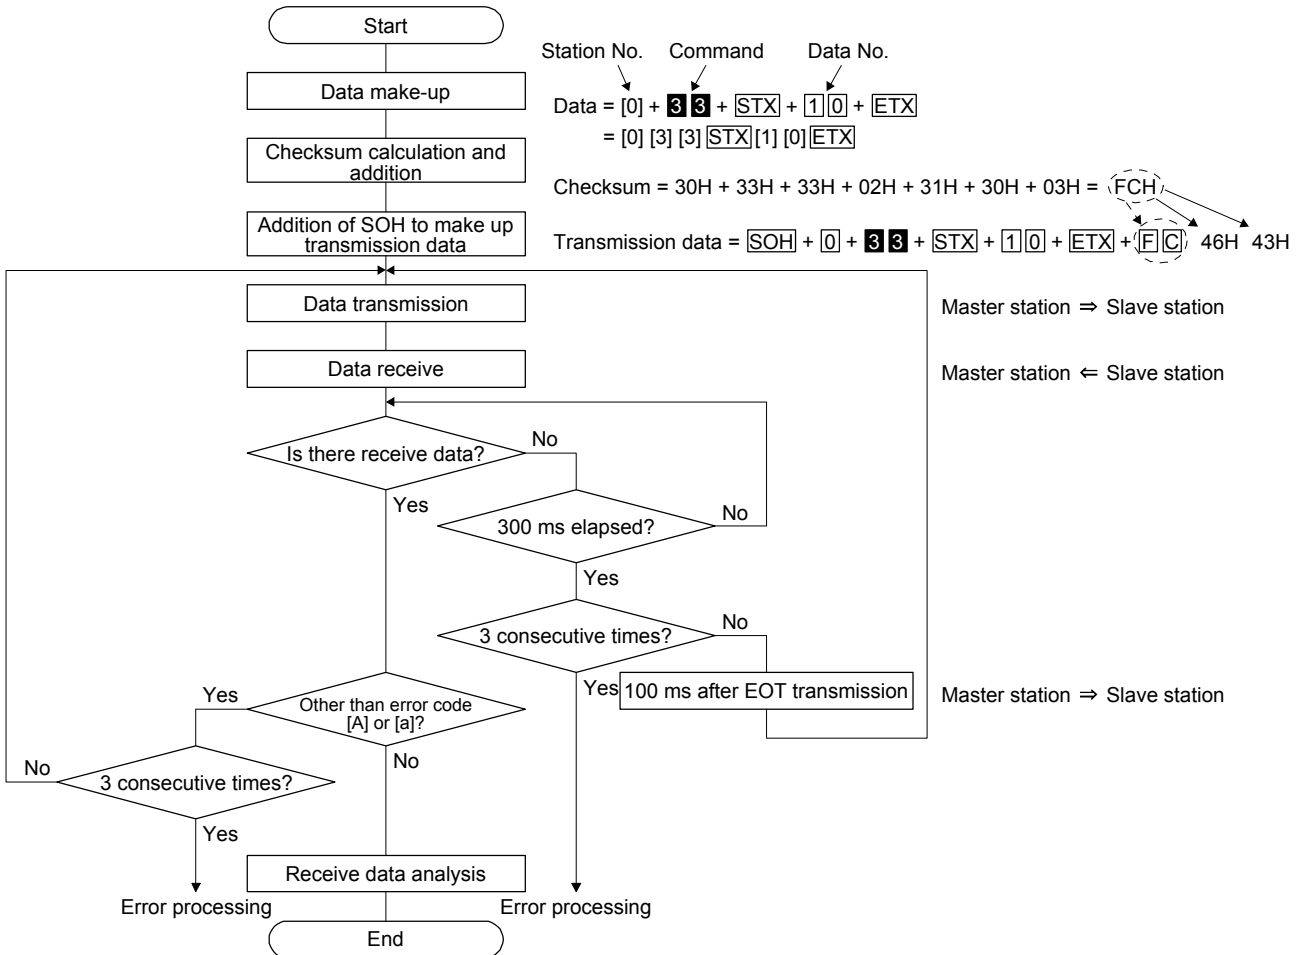 Start
Station No. Command Data No.
Data make-up
Data = [0] + 3 3 + STX + 1 0 + ETX
= [0] [3] [3] STX [1] [0] ETX
Checksum calculation and
addition
Checksum = 30H + 33H + 33H + 02H + 31H + 30H + 03H = FCH
Addition of SOH to make up
transmission data
Transmission data = SOH + 0 + 3 3 + STX + 1 0 + ETX + F C 46H 43H
Data transmission
Master station ⇒ Slave station
Data receive
Master station ⇐ Slave station
Is there receive data?
No
Yes
300 ms elapsed?
No
Yes
3 consecutive times?
No
Yes
100 ms after EOT transmission
Master station ⇒ Slave station
Other than error code
[A] or [a]?
Yes
No
3 consecutive times?
No
Yes
Receive data analysis
Error processing
Error processing
End